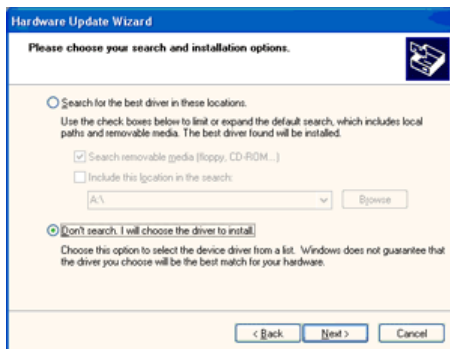 Hardware Update Wizard
Please choose your search and installation options.
Search for the best driver in these locations.
Use the check boxes below to limit or expand the default search, which includes local
paths and removable media. The best driver found will be installed.
Search removable media (floppy, CD-ROM...)
Include this location in the search:
A:\ Browse
Don't search. I will choose the driver to install.
Choose this option to select the device driver from a list. Windows does not guarantee that
the driver you choose will be the best match for your hardware.
< Back Next > Cancel